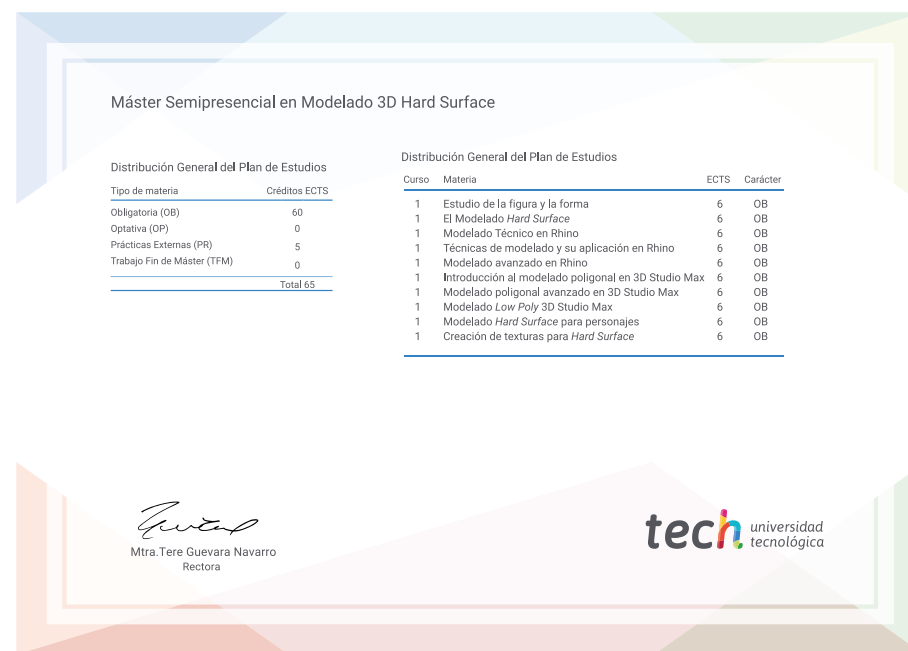 Máster Semipresencial en Modelado 3D Hard Surface
Distribución General del Plan de Estudios
Tipo de materia Créditos ECTS
Obligatoria (OB) 60
Optativa (OP) 0
Prácticas Externas (PR) 5
Trabajo Fin de Máster (TFM) 0
Total 65
Distribución General del Plan de Estudios
Curso Materia ECTS Carácter
1 Estudio de la figura y la forma 6 OB
1 El Modelado Hard Surface 6 OB
1 Modelado Técnico en Rhino 6 OB
1 Técnicas de modelado y su aplicación en Rhino 6 OB
1 Modelado avanzado en Rhino 6 OB
1 Introducción al modelado poligonal en 3D Studio Max 6 OB
1 Modelado poligonal avanzado en 3D Studio Max 6 OB
1 Modelado Low Poly 3D Studio Max 6 OB
1 Modelado Hard Surface para personajes 6 OB
1 Creación de texturas para Hard Surface 6 OB
Mtra.Tere Guevara Navarro
Rectora
tech universidad
tecnológica